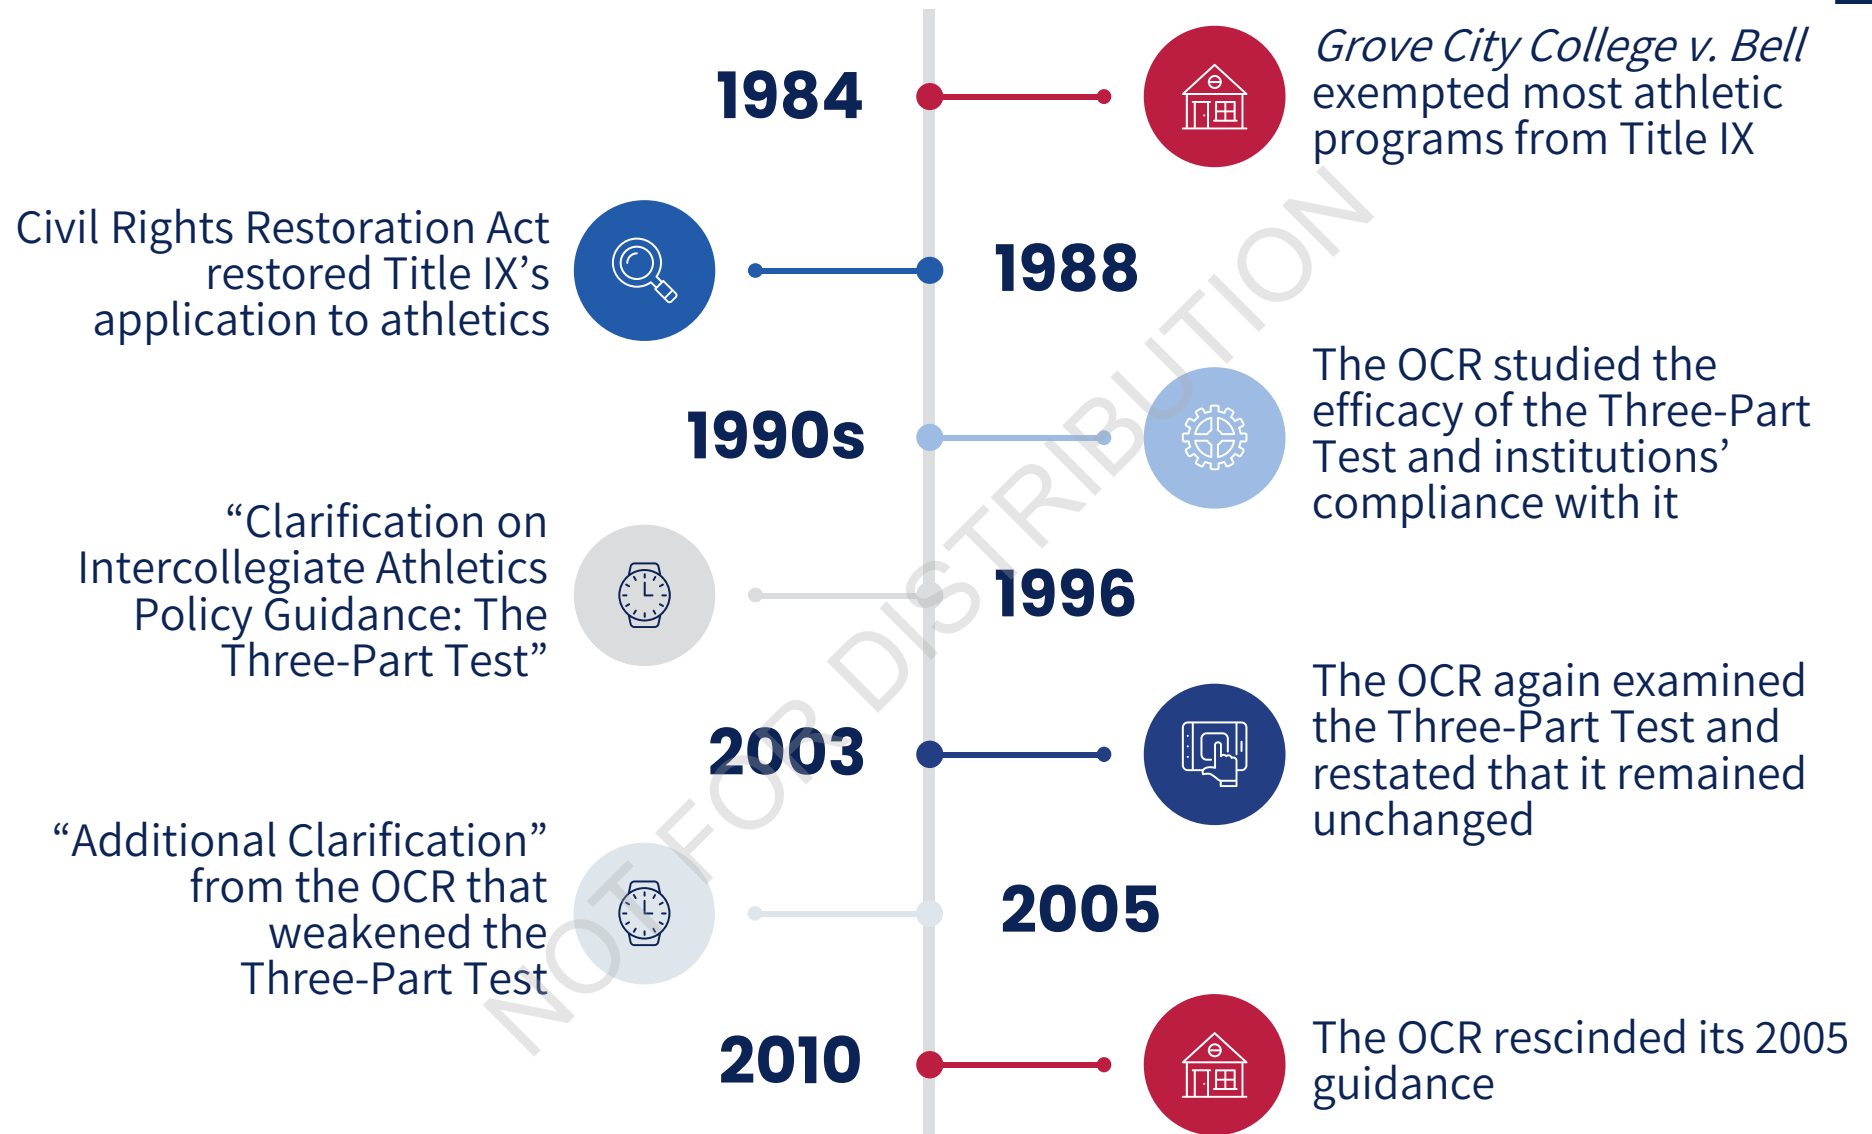 1984
Grove City College v. Bell
exempted most athletic
programs from Title IX
Civil Rights Restoration Act
restored Title IX’s
application to athletics
1988
1990s
The OCR studied the
efficacy of the Three-Part
Test and institutions’
compliance with it
“Clarification on
Intercollegiate Athletics
Policy Guidance: The
Three-Part Test”
1996
2003
The OCR again examined
the Three-Part Test and
restated that it remained
unchanged
“Additional Clarification”
from the OCR that
weakened the
Three-Part Test
2005
2010
The OCR rescinded its 2005
guidance
NOT FOR DISTRIBUTION